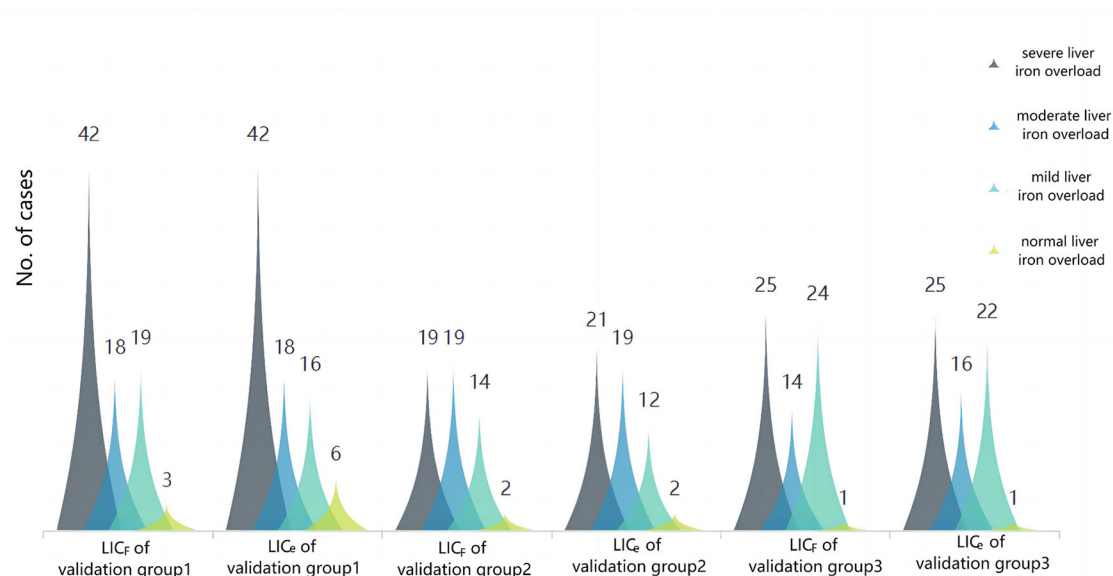 severe liver
iron overload
moderate liver
iron overload
mild liver
iron overload
normal liver
iron overload
No. of cases
42
18
19
3
42
18
16
6
19
19
14
2
21
19
12
2
25
14
24
1
25
16
22
1
LICF of
validation group1
LICe of
validation group1
LICF of
validation group2
LICe of
validation group2
LICF of
validation group3
LICe of
validation group3